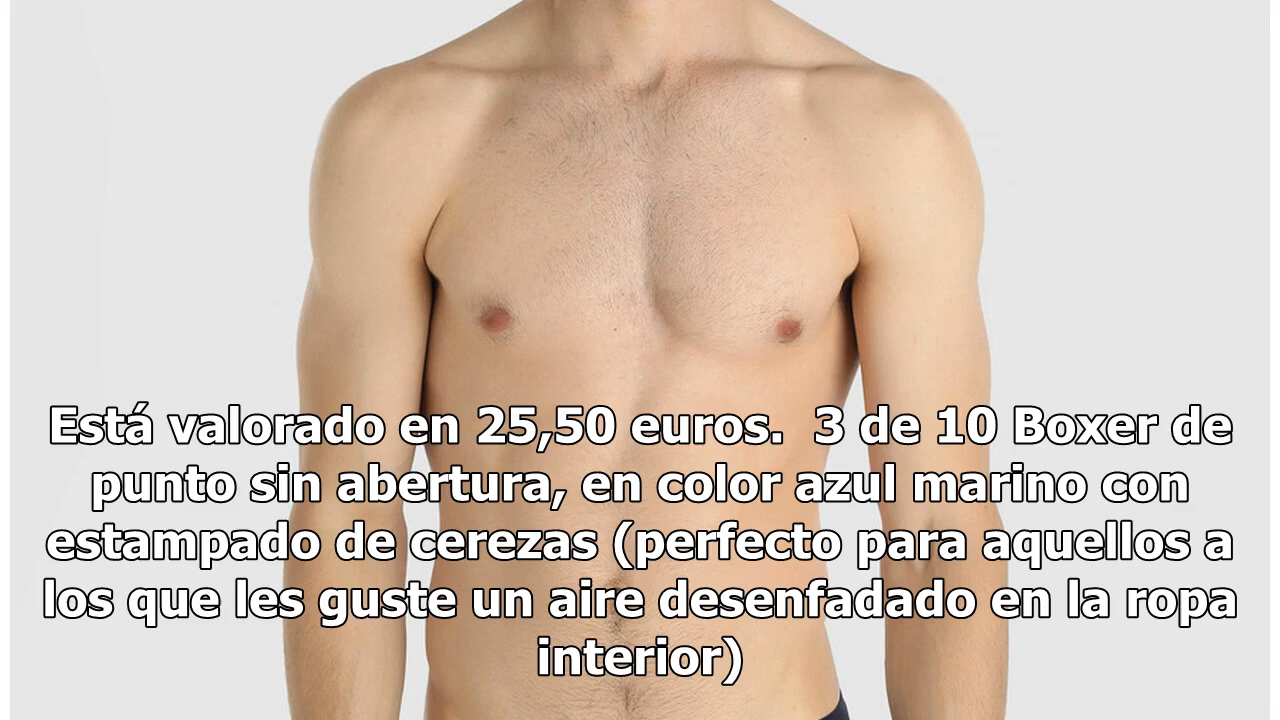 Está valorado en 25,50 euros.  3 de 10 Boxer de
punto sin abertura, en color azul marino con
estampado de cerezas (perfecto para aquellos a
los que les guste un aire desenfadado en la ropa
interior)